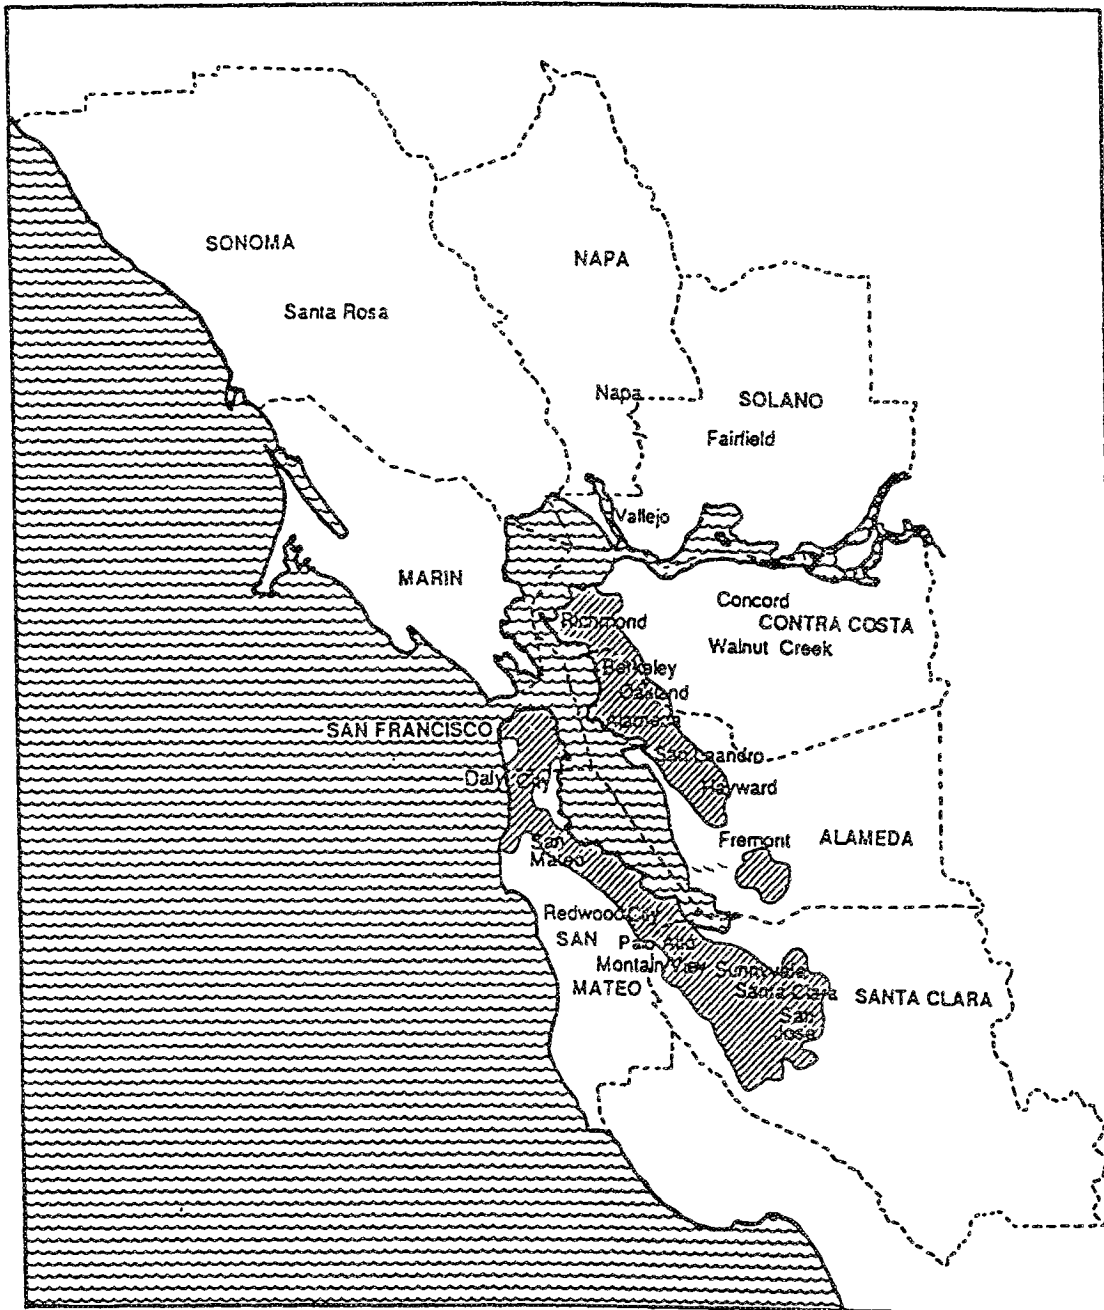 SONOMA
NAPA
Santa Rosa
Napa
SOLANO
Fairfield
Vallejo
MARIN
Concord
CONTRA COSTA
Richmond
Walnut Creek
Berkeley
Oakland
Alameda
SAN FRANCISCO
San Leandro
Daly City
Hayward
Fremont
ALAMEDA
San
Mateo
Redwood City
SAN
Palo Alto
Montain View
Sunnyvale
MATEO
Santa Clara
SANTA CLARA
San
Jose